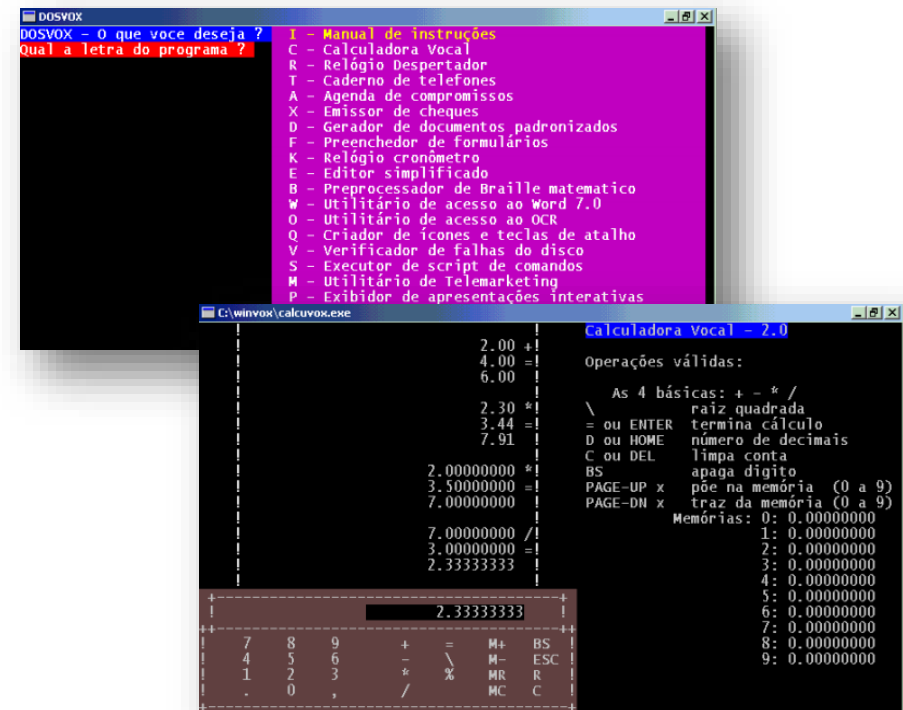 DOSVOX
DOSVOX - O que voce deseja ?
Qual a letra do programa ?
I - Manual de instruções
C - Calculadora Vocal
R - Relógio Despertador
T - Caderno de telefones
A - Agenda de compromissos
X - Emissor de cheques
D - Gerador de documentos padronizados
F - Preenchedor de formulários
K - Relógio cronômetro
E - Editor simplificado
B - Preprocessador de Braille matematico
W - Utilitário de acesso ao Word 7.0
O - Utilitário de acesso ao OCR
Q - Criador de ícones e teclas de atalho
V - Verificador de falhas do disco
S - Executor de script de comandos
M - Utilitário de Telemarketing
P - Exibidor de apresentações interativas
C:\winvox\calcuvox.exe
2.00 +!
4.00 =!
6.00 !
2.30 *!
3.44 =!
7.91 !
2.00000000 *!
3.50000000 =!
7.00000000 !
7.00000000 /!
3.00000000 =!
2.33333333 !
2.33333333
7 8 9 + = M+ BS
4 5 6 - \ M- ESC
1 2 3 * % MR R
. 0 , / MC C
Calculadora Vocal - 2.0
Operações válidas:
As 4 básicas: + - * /
\ raiz quadrada
= ou ENTER termina cálculo
D ou HOME número de decimais
C ou DEL limpa conta
BS apaga digito
PAGE-UP x põe na memória (0 a 9)
PAGE-DN x traz da memória (0 a 9)
Memórias: 0: 0.00000000
1: 0.00000000
2: 0.00000000
3: 0.00000000
4: 0.00000000
5: 0.00000000
6: 0.00000000
7: 0.00000000
8: 0.00000000
9: 0.00000000